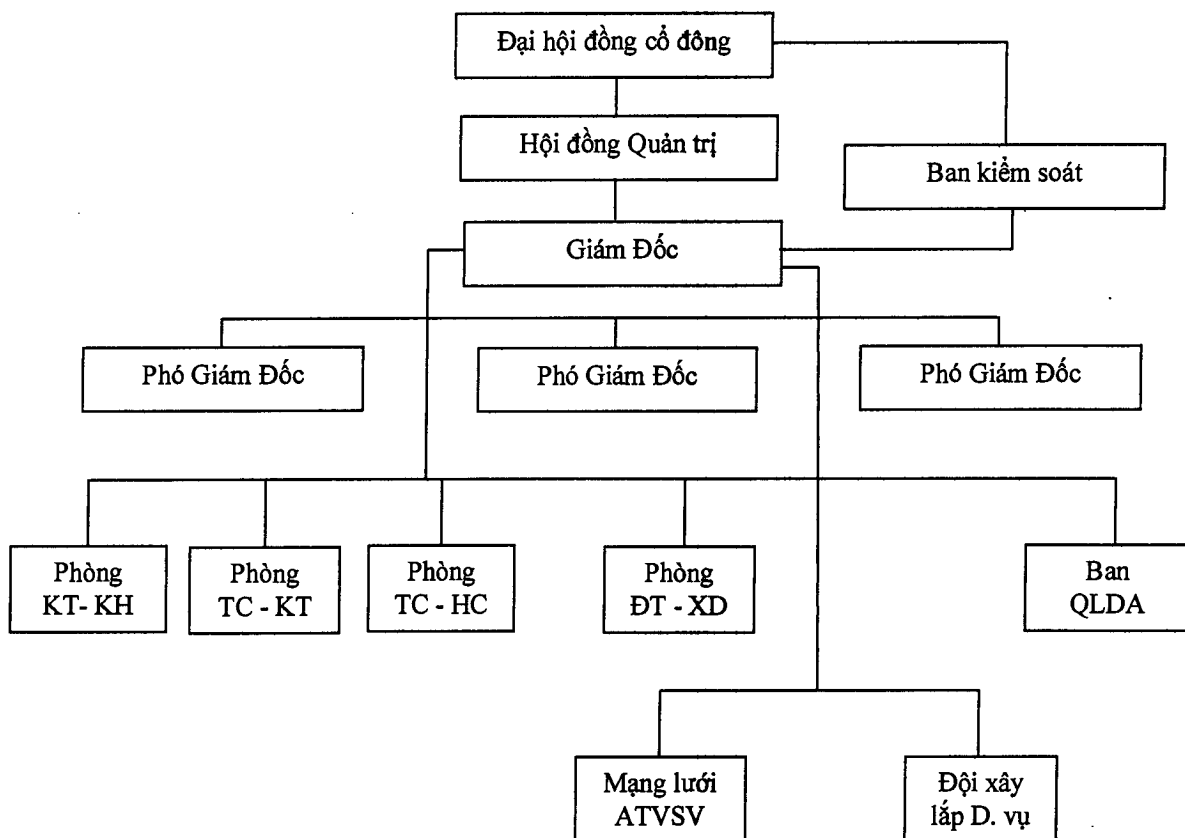 Đại hội đồng cổ đông
Hội đồng Quản trị
Ban kiểm soát
Giám Đốc
Phó Giám Đốc
Phó Giám Đốc
Phó Giám Đốc
Phòng
KT- KH
Phòng
TC - KT
Phòng
TC - HC
Phòng
ĐT - XD
Ban
QLDA
Mạng lưới
ATVSV
Đội xây
lắp D. vụ